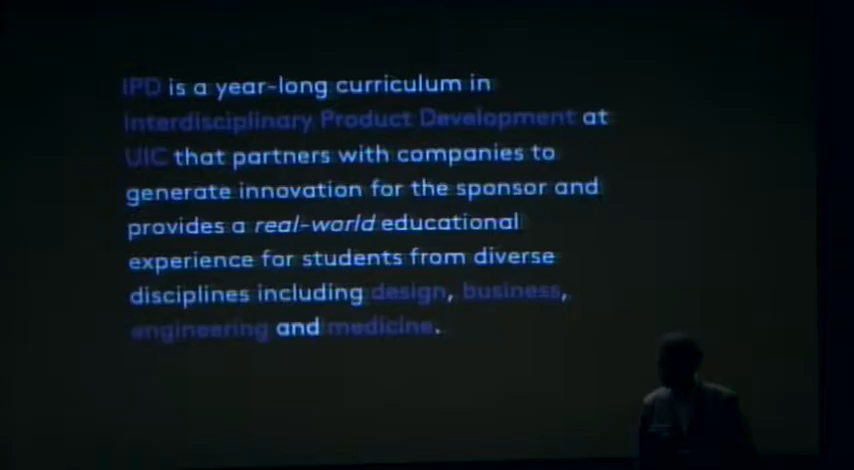 IPD is a year-long curriculum in
Interdisciplinary Product Development at
UIC that partners with companies to
generate innovation for the sponsor and
provides a real-world educational
experience for students from diverse
disciplines including design, business,
engineering and medicine.